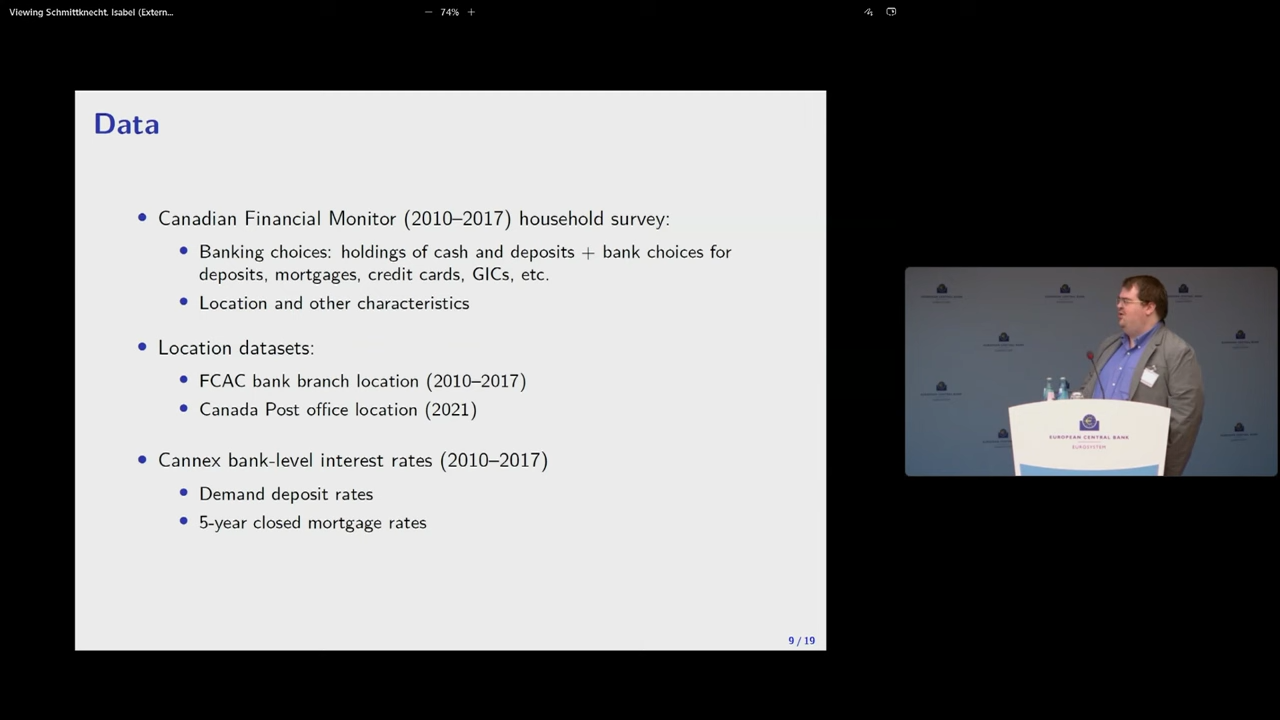 Viewing Schmittknecht, Isabel (Extern...
74%
Data
Canadian Financial Monitor (2010–2017) household survey:
Banking choices: holdings of cash and deposits + bank choices for
deposits, mortgages, credit cards, GICs, etc.
Location and other characteristics
Location datasets:
FCAC bank branch location (2010–2017)
Canada Post office location (2021)
Cannex bank-level interest rates (2010–2017)
Demand deposit rates
5-year closed mortgage rates
9 / 19
EUROPEAN CENTRAL BANK
EUROSYSTEM